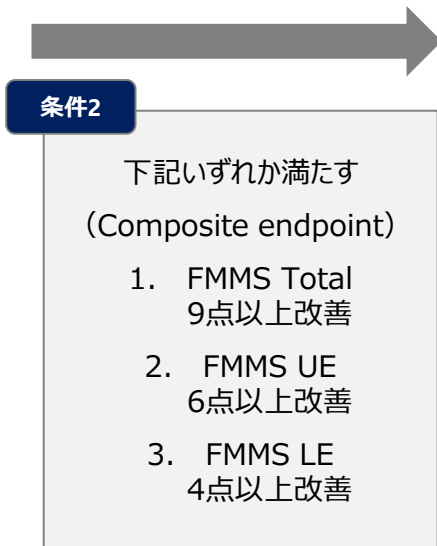 条件2
下記いずれか満たす
（Composite endpoint）
1. FMMS Total
9点以上改善
2. FMMS UE
6点以上改善
3. FMMS LE
4点以上改善